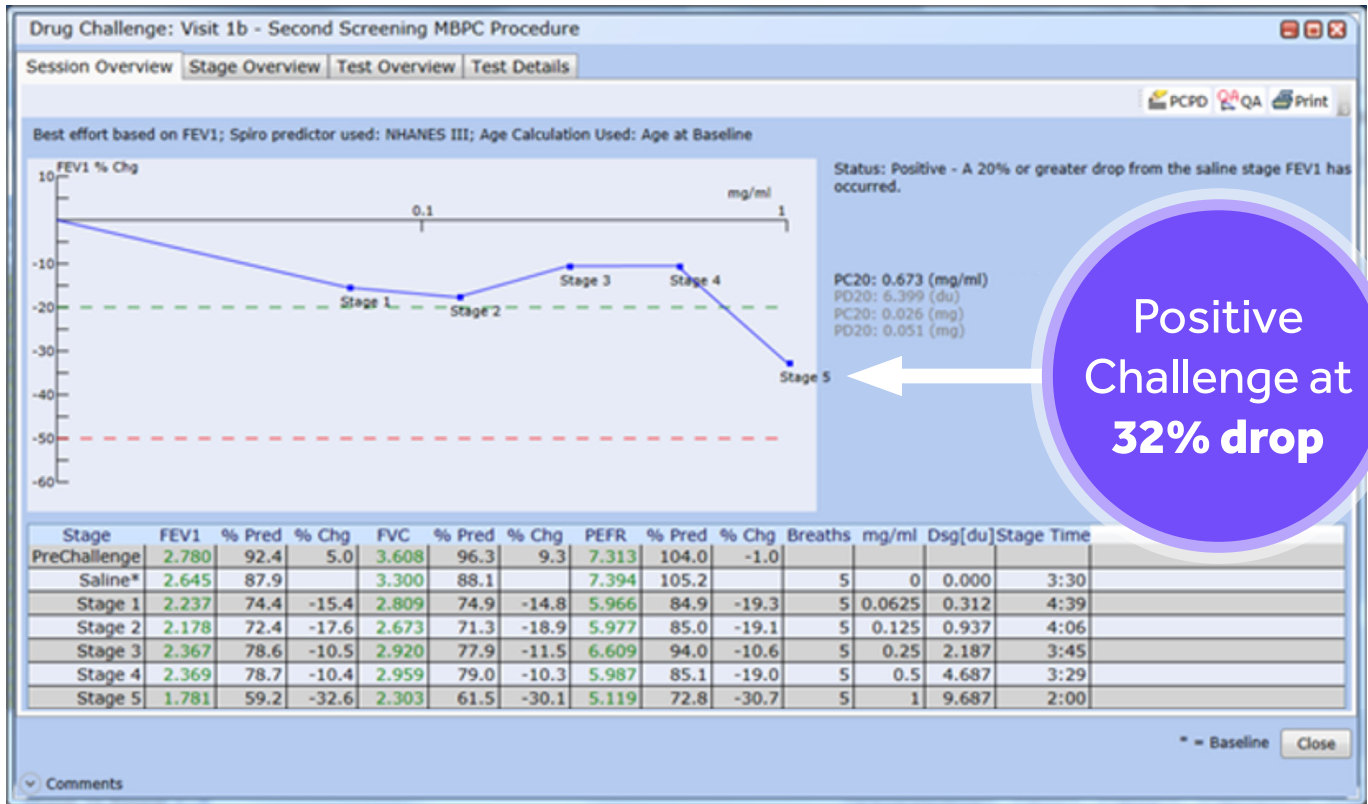 Drug Challenge: Visit 1b - Second Screening MBPC Procedure
Session Overview Stage Overview Test Overview Test Details
PCPD QA QA Print
Best effort based on FEV1; Spiro predictor used: NHANES III; Age Calculation Used: Age at Baseline
FEV1 % Chg
10
-10
-20
-30
-40
-50
-60
0.1
mg/ml
1
Stage 1
Stage 2
Stage 3
Stage 4
Stage 5
Status: Positive - A 20% or greater drop from the saline stage FEV1 has
occurred.
PC20: 0.673 (mg/ml)
PD20: 6.399 (du)
PC20: 0.026 (mg)
PD20: 0.051 (mg)
Positive
Challenge at
32% drop
Stage FEV1 % Pred % Chg FVC % Pred % Chg PEFR % Pred % Chg Breaths mg/ml Dsg[du] Stage Time
PreChallenge 2.780 92.4 5.0 3.608 96.3 9.3 7.313 104.0 -1.0
Saline* 2.645 87.9 3.300 88.1 7.394 105.2 5 0 0.000 3:30
Stage 1 2.237 74.4 -15.4 2.809 74.9 -14.8 5.966 84.9 -19.3 5 0.0625 0.312 4:39
Stage 2 2.178 72.4 -17.6 2.673 71.3 -18.9 5.977 85.0 -19.1 5 0.125 0.937 4:06
Stage 3 2.367 78.6 -10.5 2.920 77.9 -11.5 6.609 94.0 -10.6 5 0.25 2.187 3:45
Stage 4 2.369 78.7 -10.4 2.959 79.0 -10.3 5.987 85.1 -19.0 5 0.5 4.687 3:29
Stage 5 1.781 59.2 -32.6 2.303 61.5 -30.1 5.119 72.8 -30.7 5 1 9.687 2:00
* = Baseline Close
Comments